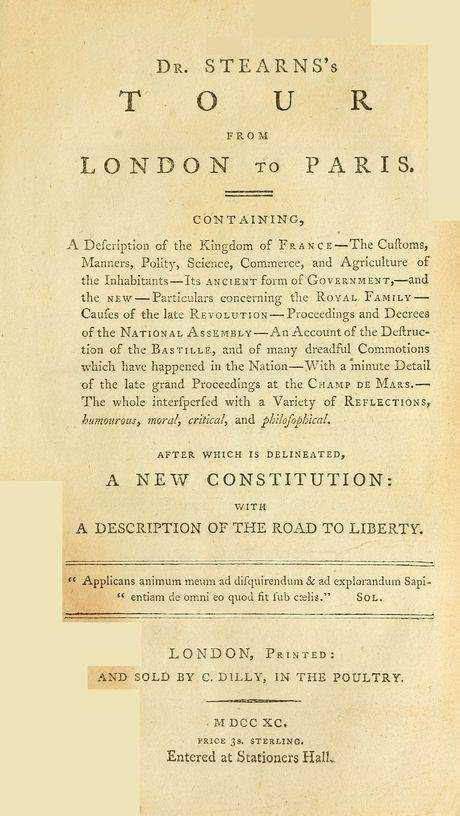 Dr. STEARNS's
TOUR
FROM
LONDON TO PARIS.
CONTAINING,
A Deſcription of the Kingdom of FRANCE—The Cuſtoms,
Manners, Polity, Science, Commerce, and Agriculture of
the Inhabitants—Its ANCIENT form of GOVERNMENT,—and
the NEW—Particulars concerning the ROYAL FAMILY—
Cauſes of the late REVOLUTION—Proceedings and Decrees
of the NATIONAL ASSEMBLY—An Account of the Deſtruc-
tion of the BASTILLE, and of many dreadful Commotions
which have happened in the Nation—With a minute Detail
of the late grand Proceedings at the CHAMP DE MARS.—
The whole interſperſed with a Variety of REFLECTIONS,
humourous, moral, critical, and philoſophical.
AFTER WHICH IS DELINEATED,
A NEW CONSTITUTION:
WITH
A DESCRIPTION OF THE ROAD TO LIBERTY.
“ Applicans animum meum ad diſquirendum & ad explorandum Sapi-
“ entiam de omni eo quod fit ſub cælis.” SOL.
LONDON, PRINTED:
AND SOLD BY C. DILLY, IN THE POULTRY.
MDCC XC.
PRICE 3s. STERLING.
Entered at Stationers Hall.